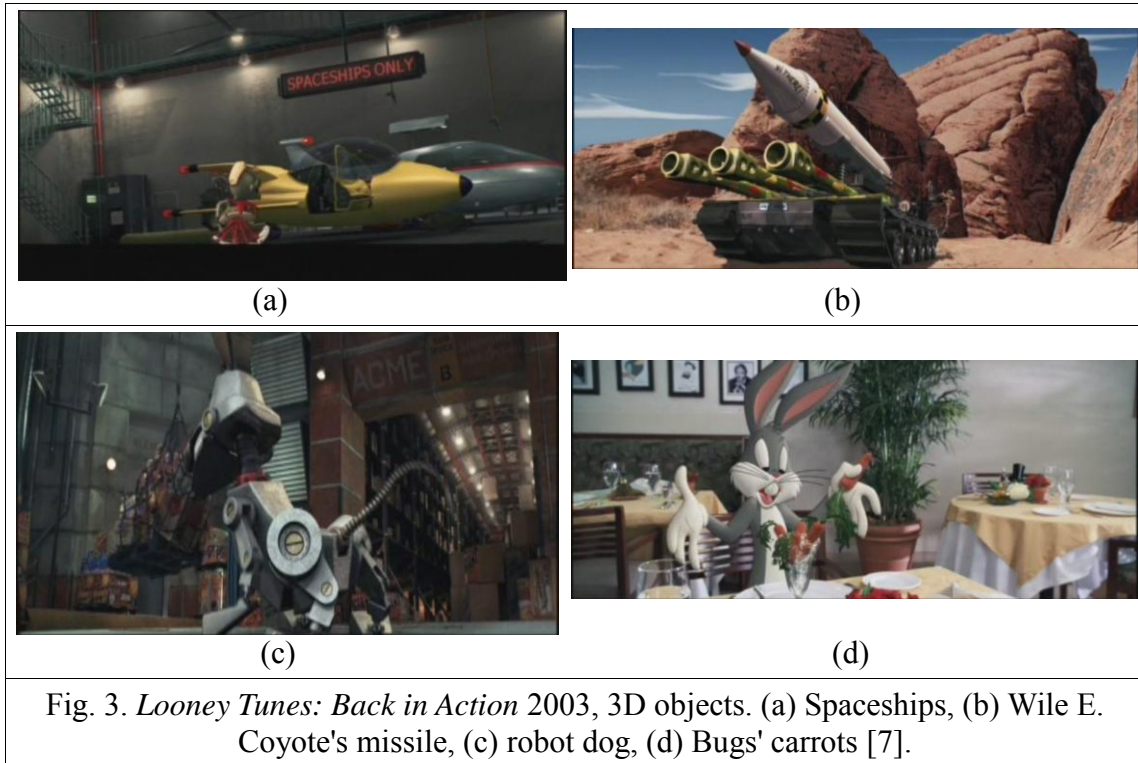 SPACESHIPS ONLY
(a)
(b)
ACME
(c)
(d)
Fig. 3. Looney Tunes: Back in Action 2003, 3D objects. (a) Spaceships, (b) Wile E.
Coyote's missile, (c) robot dog, (d) Bugs' carrots [7].